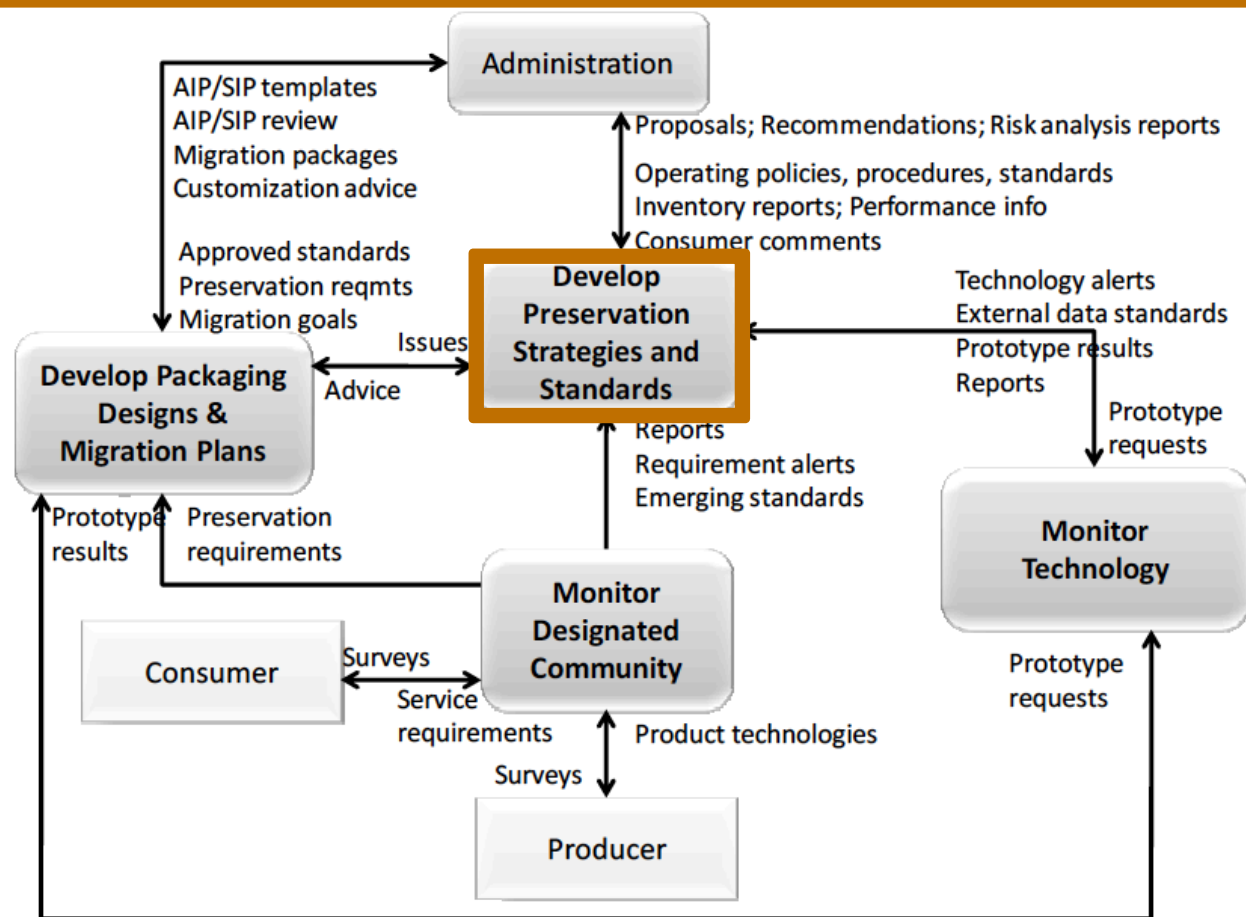 Administration
AIP/SIP templates
AIP/SIP review
Migration packages
Customization advice
Proposals; Recommendations; Risk analysis reports
Operating policies, procedures, standards
Inventory reports; Performance info
Consumer comments
Approved standards
Preservation reqmts
Migration goals
Develop
Preservation
Strategies and
Standards
Technology alerts
External data standards
Prototype results
Reports
Issues
Advice
Develop Packaging
Designs &
Migration Plans
Prototype
requests
Reports
Requirement alerts
Emerging standards
Monitor
Technology
Prototype
results
Preservation
requirements
Monitor
Designated
Community
Consumer
Surveys
Service
requirements
Prototype
requests
Product technologies
Surveys
Producer